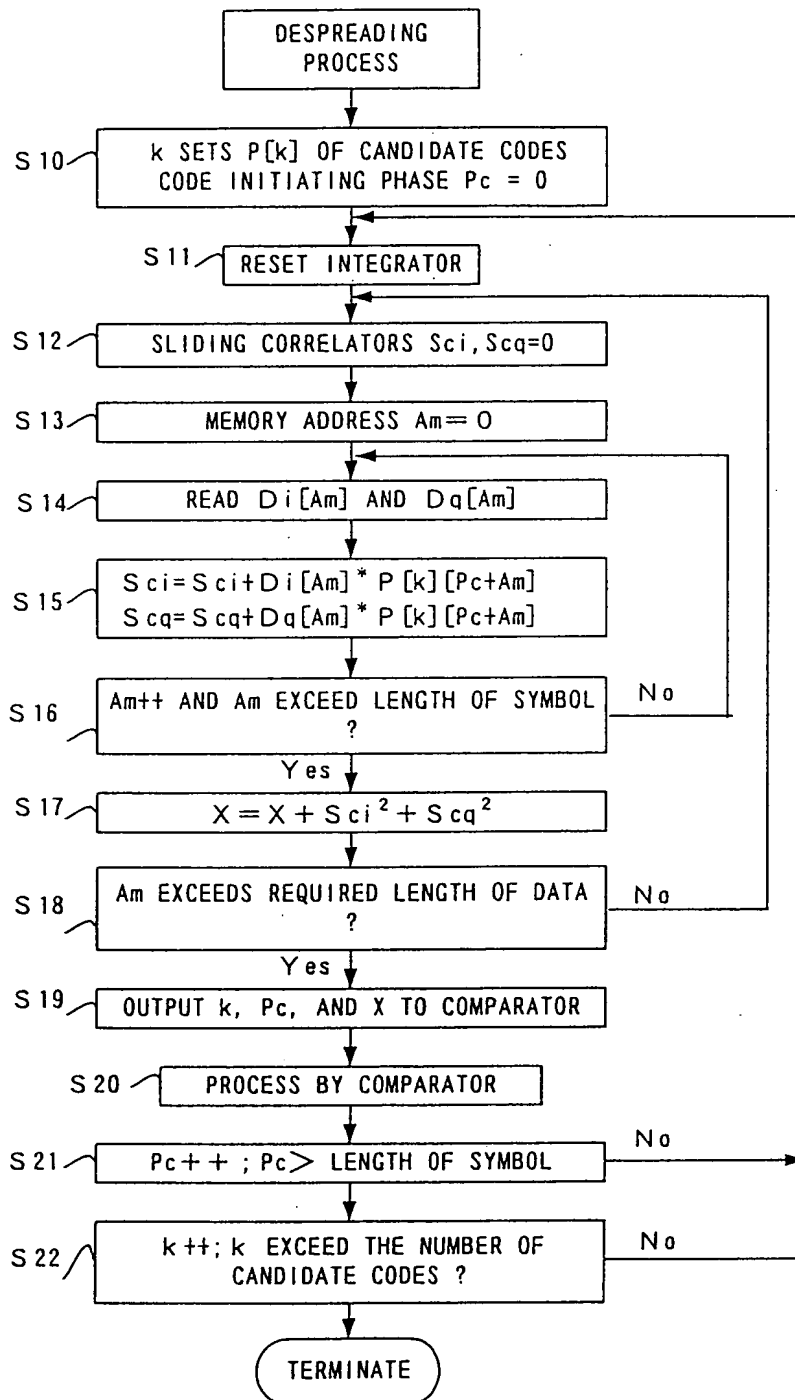 DESPREADING
PROCESS
S10
k SETS P[k] OF CANDIDATE CODES
CODE INITIATING PHASE Pc = 0
S11
RESET INTEGRATOR
S12
SLIDING CORRELATORS Sci,Scq=0
S13
MEMORY ADDRESS Am=0
S14
READ Di[Am] AND Dq[Am]
S15
Sci=Sci+Di[Am]* P[k][Pc+Am]
Scq=Scq+Dq[Am]* P[k][Pc+Am]
S16
Am++ AND Am EXCEED LENGTH OF SYMBOL
?
No
Yes
S17
X=X+Sci²+Scq²
S18
Am EXCEEDS REQUIRED LENGTH OF DATA
?
No
Yes
S19
OUTPUT k, Pc, AND X TO COMPARATOR
S20
PROCESS BY COMPARATOR
S21
Pc++;Pc> LENGTH OF SYMBOL
No
S22
k++;k EXCEED THE NUMBER OF
CANDIDATE CODES ?
No
TERMINATE